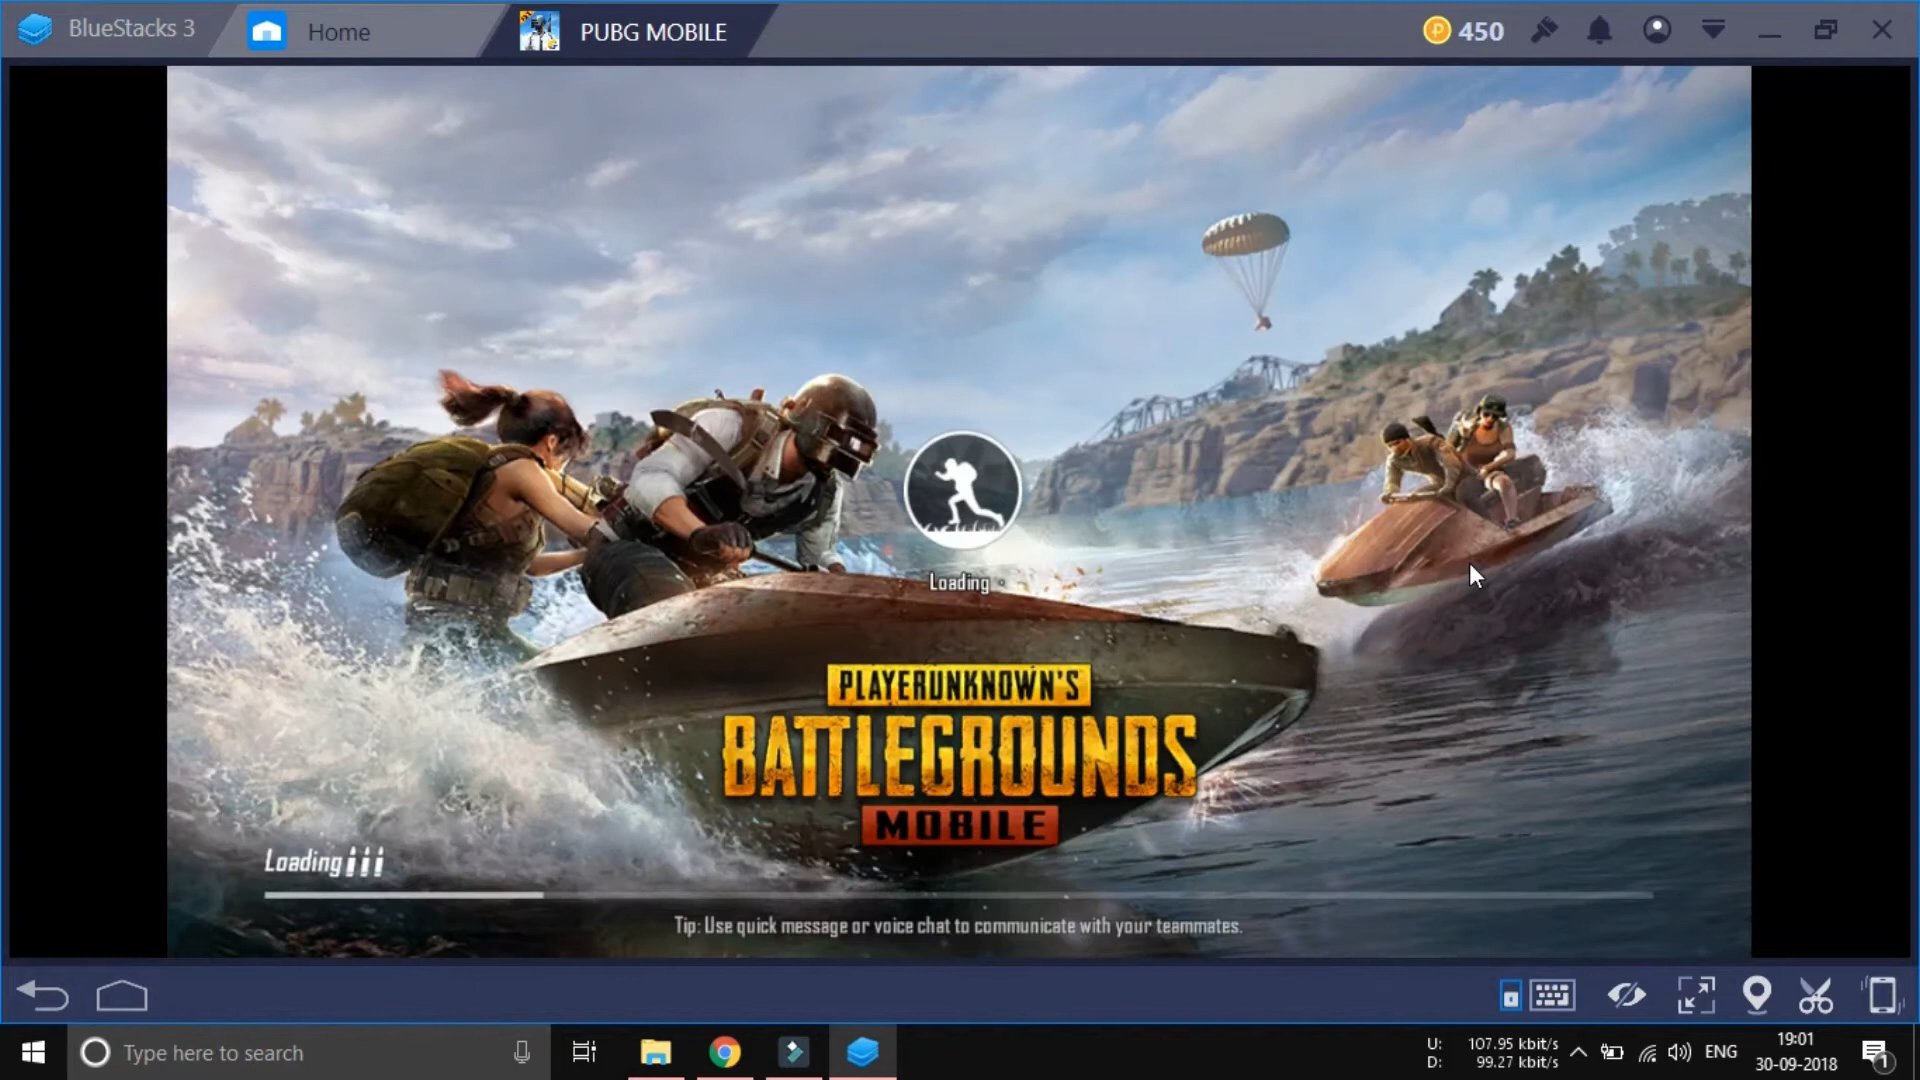 BlueStacks 3
Home
PUBG MOBILE
450
Loading
PLAYERUNKNOWN'S
BATTLEGROUNDS
MOBILE
Loading
Tip: Use quick message or voice chat to communicate with your teammates.
Type here to search
U: 107.95 kbit/s
D: 99.27 kbit/s
ENG
19:01
30-09-2018
1